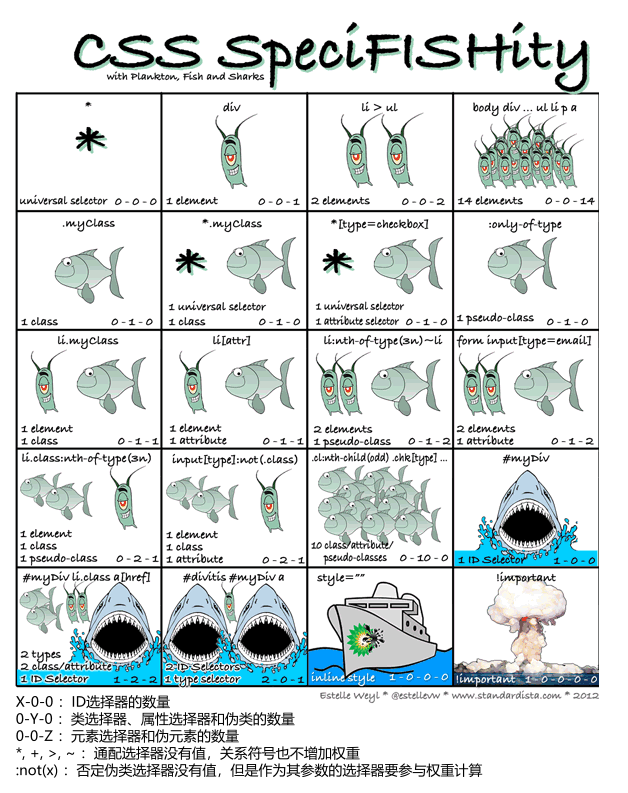 CSS SpeciFISHity
with Plankton, Fish and Sharks
*
*
universal selector 0-0-0
div
1 element 0-0-1
li > ul
2 elements 0-0-2
body div ... ul li p a
14 elements 0-0-14
.myClass
1 class 0-1-0
*.myClass
*
1 universal selector
1 class 0-1-0
*[type=checkbox]
*
1 universal selector
1 attribute selector 0-1-0
:only-of-type
1 pseudo-class 0-1-0
li.myClass
1 element
1 class 0-1-1
li[attr]
1 element
1 attribute 0-1-1
li:nth-of-type(3n)~li
2 elements
1 pseudo-class 0-1-2
form input[type=email]
2 elements
1 attribute 0-1-2
li.class:nth-of-type(3n)
1 element
1 class
1 pseudo-class 0-2-1
input[type]:not(.class)
1 element
1 class
1 attribute 0-2-1
.cl:nth-child(odd) .chk[type] ...
10 class/attribute/
pseudo-classes 0-10-0
#myDiv
1 ID Selector 1-0-0
#myDiv li.class a[href]
2 types
2 class/attribute
1 ID Selector 1-2-2
#divitis #myDiv a
2 ID Selectors
1 type selector 2-0-1
style=""
BP
inline style 1-0-0-0
!important
!important 1-0-0-0-0
Estelle Weyl * @estellevw * www.standardista.com * 2012
X-0-0 ：ID选择器的数量
0-Y-0 ：类选择器、属性选择器和伪类的数量
0-0-Z ：元素选择器和伪元素的数量
*, +, >, ~ ：通配选择器没有值，关系符号也不增加权重
:not(x) ：否定伪类选择器没有值，但是作为其参数的选择器要参与权重计算